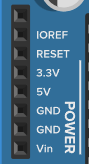 IOREF
RESET
3.3V
5V
GND
GND
Vin
POWER